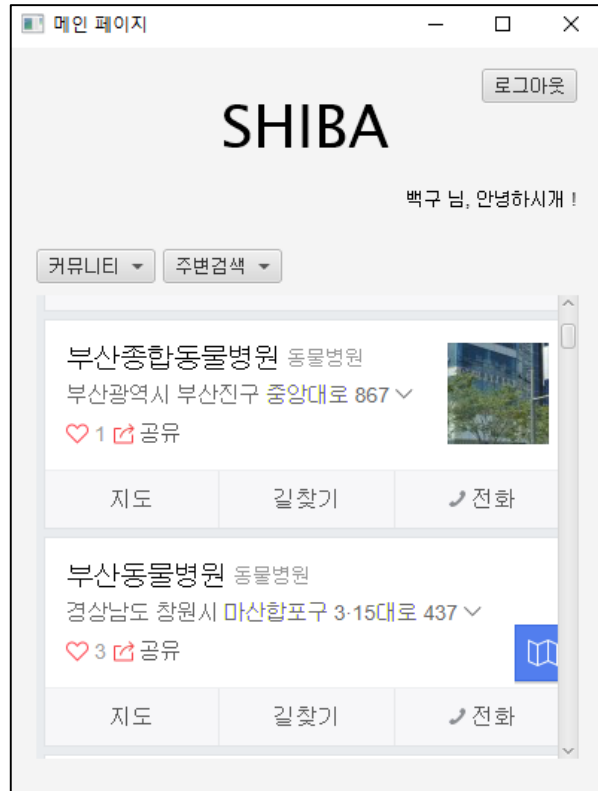 메인 페이지
로그아웃
SHIBA
백구 님, 안녕하시개 !
커뮤니티 주변검색
부산종합동물병원 동물병원
부산광역시 부산진구 중앙대로 867
1 공유
지도 길찾기 전화
부산동물병원 동물병원
경상남도 창원시 마산합포구 3·15대로 437
3 공유
지도 길찾기 전화